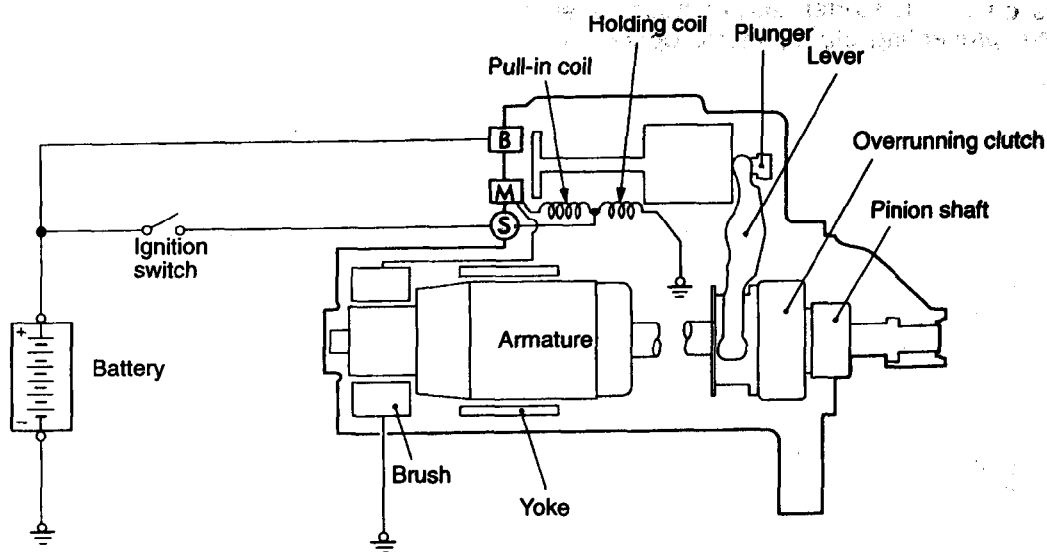 Holding coil
Plunger
Lever
Pull-in coil
Overrunning clutch
B
M
S
Pinion shaft
Ignition
switch
Armature
+
Battery
-
Brush
Yoke